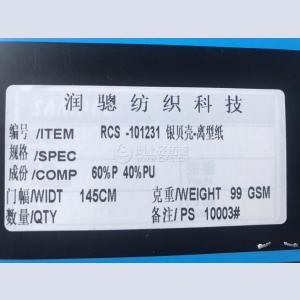 润骢纺织科技
编号/ITEM RCS -101231 银贝壳-离型纸
规格/SPEC
成份/COMP 60%P 40%PU
门幅/WIDT 145CM 克重/WEIGHT 99 GSM
数量/QTY 备注/PS 10003#